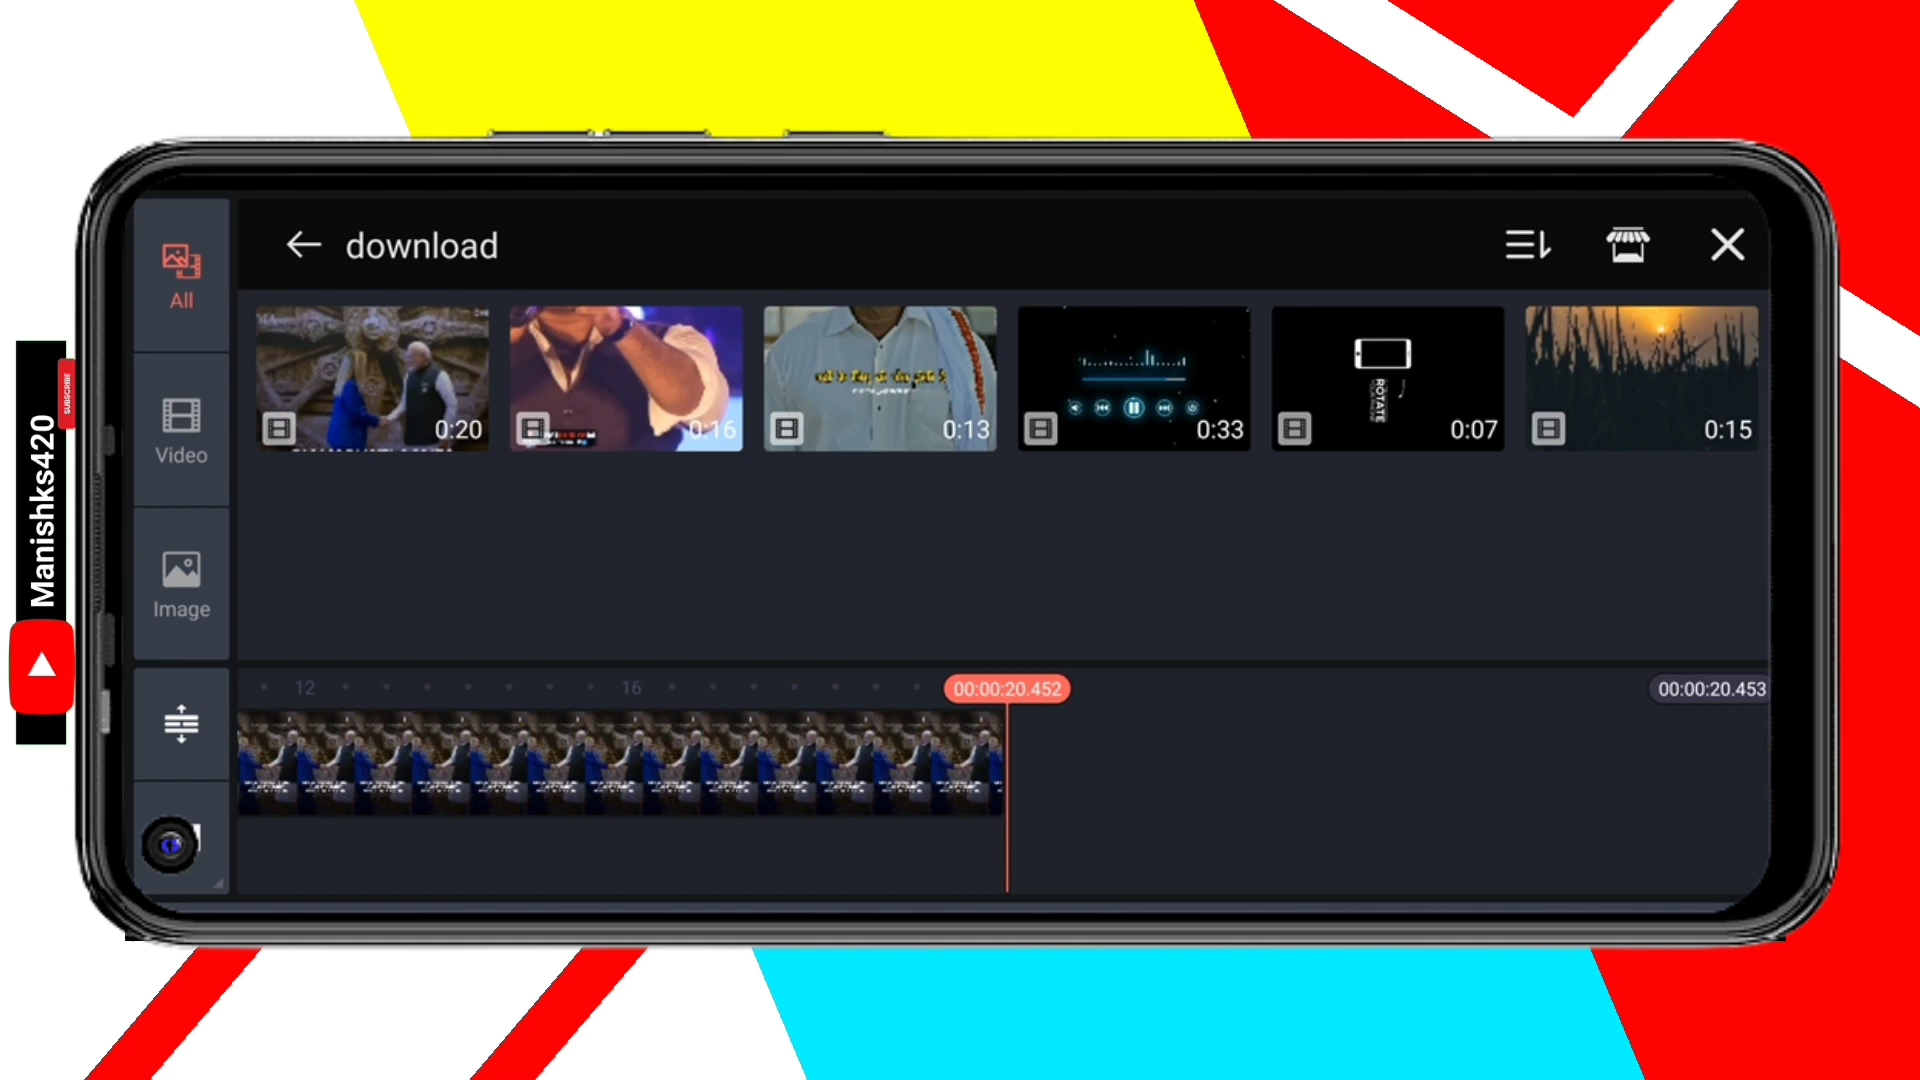 download
All
Video
Image
0:20
0:16
0:13
0:33
ROTATE
0:07
0:15
12
16
00:00:20.452
00:00:20.453
Manishks420
SUBSCRIBE